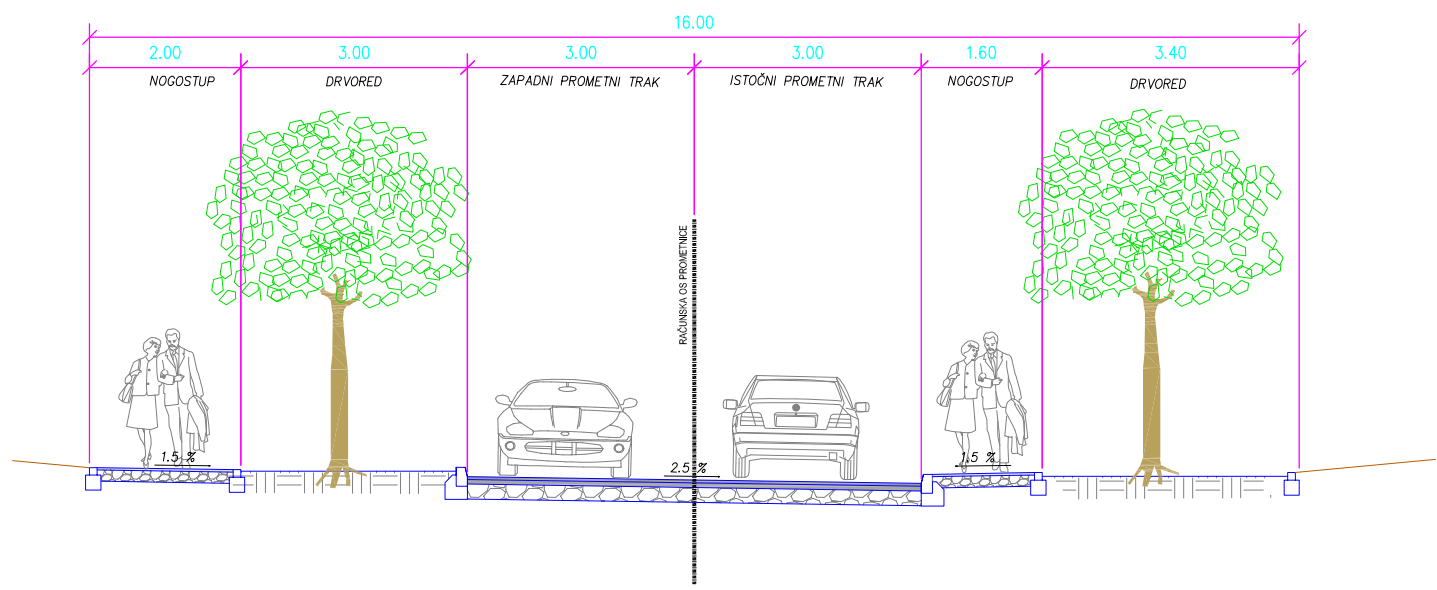 16.00
2.00 3.00 3.00 3.00 1.60 3.40
NOGOSTUP DRVORED ZAPADNI PROMETNI TRAK ISTOČNI PROMETNI TRAK NOGOSTUP DRVORED
RAČUNSKA OS PROMETNICE
1.5 % 2.5 % 1.5 %